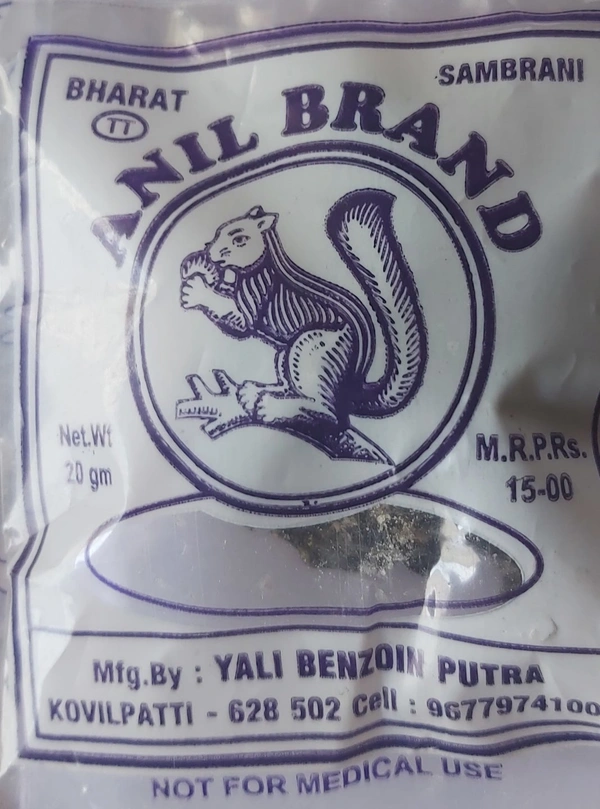 BHARAT
TT
SAMBRANI
ANIL BRAND
Net.Wt
20 gm
M.R.P.Rs.
15-00
Mfg.By : YALI BENZOIN PUTRA
KOVILPATTI - 628 502 Cell : 9677974100
NOT FOR MEDICAL USE